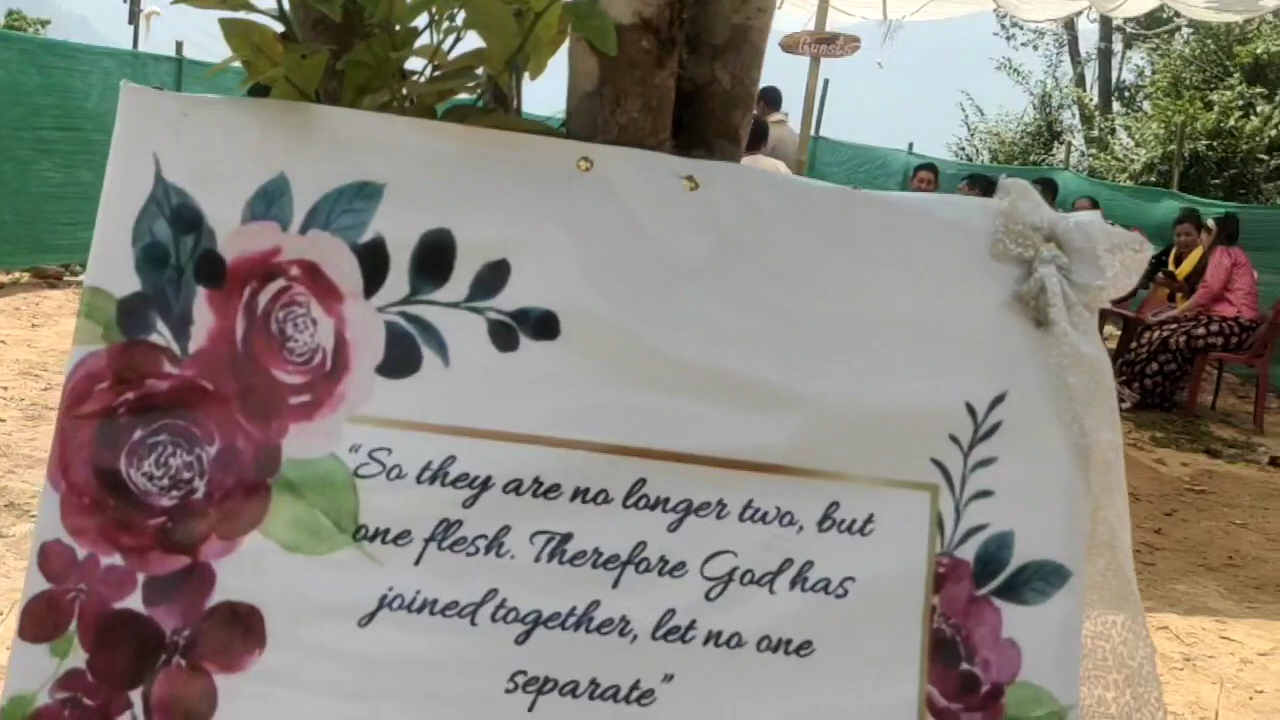 Guests
“So they are no longer two, but
one flesh. Therefore God has
joined together, let no one
separate”